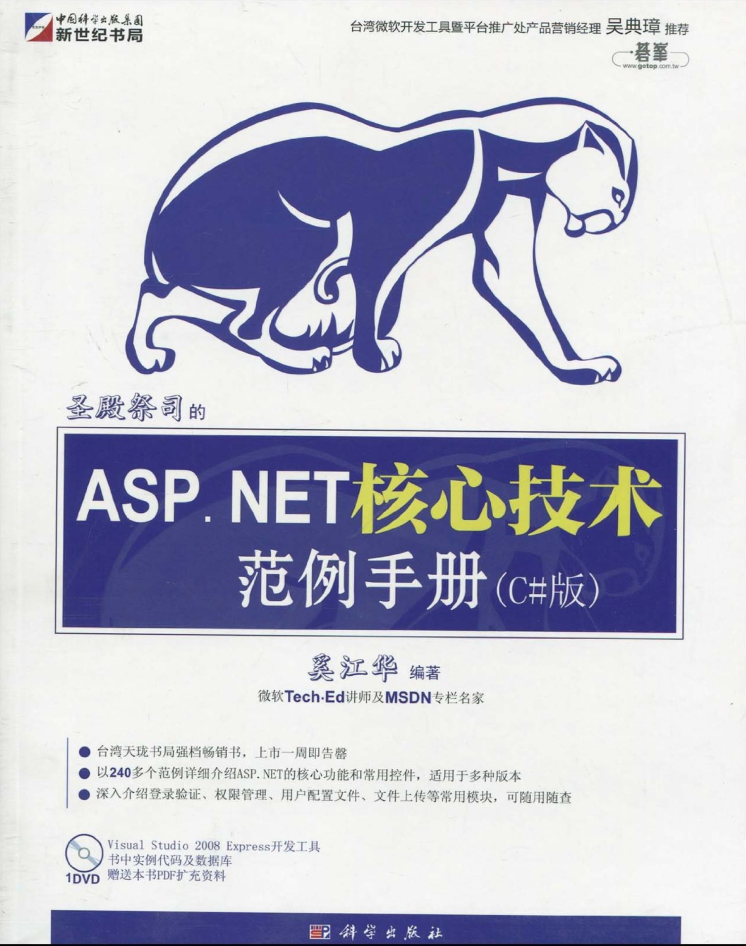 中国科学出版集团
新世纪书局
台湾微软开发工具暨平台推广处产品营销经理 吴典璋 推荐
碁峯
www.gotop.com.tw
圣殿祭司的
ASP.NET核心技术
范例手册(C#版)
奚江华 编著
微软Tech·Ed讲师及MSDN专栏名家
● 台湾天珑书局强档畅销书，上市一周即告罄
● 以240多个范例详细介绍ASP.NET的核心功能和常用控件，适用于多种版本
● 深入介绍登录验证、权限管理、用户配置文件、文件上传等常用模块，可随用随查
Visual Studio 2008 Express开发工具
书中实例代码及数据库
1DVD 赠送本书PDF扩充资料
科学出版社